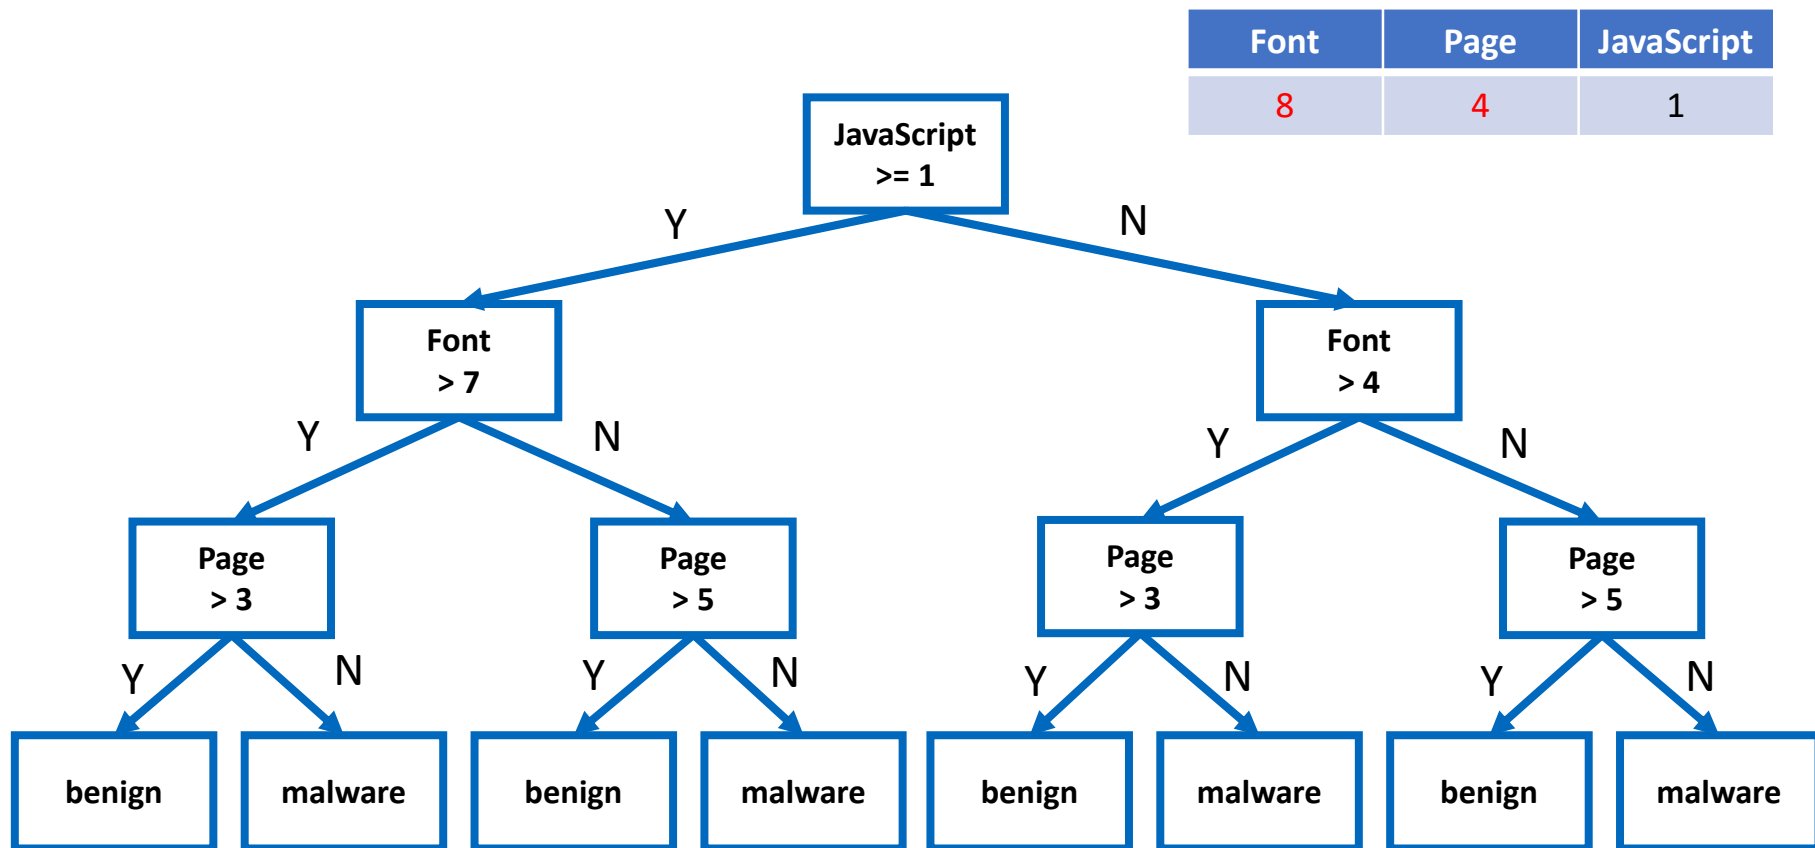 Font Page JavaScript
8 4 1
JavaScript
>= 1
Y N
Font
> 7
Font
> 4
Y N Y N
Page
> 3
Page
> 5
Page
> 3
Page
> 5
Y N Y N Y N Y N
benign malware benign malware benign malware benign malware